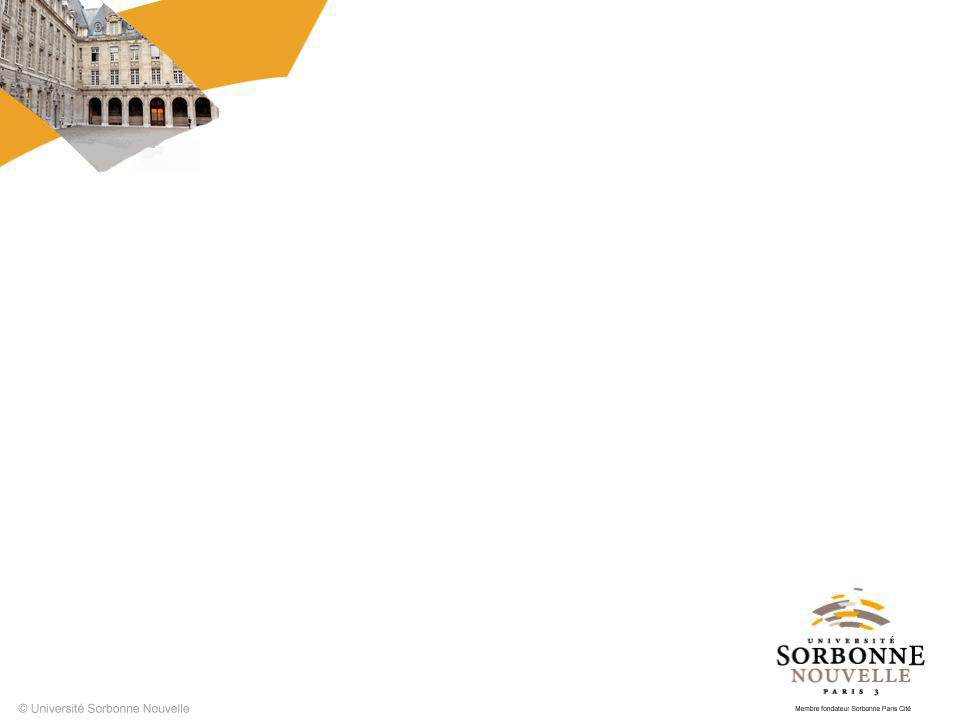 UNIVERSITÉ
SORBONNE
NOUVELLE
PARIS 3
© Université Sorbonne Nouvelle
Membre fondateur Sorbonne Paris Cité